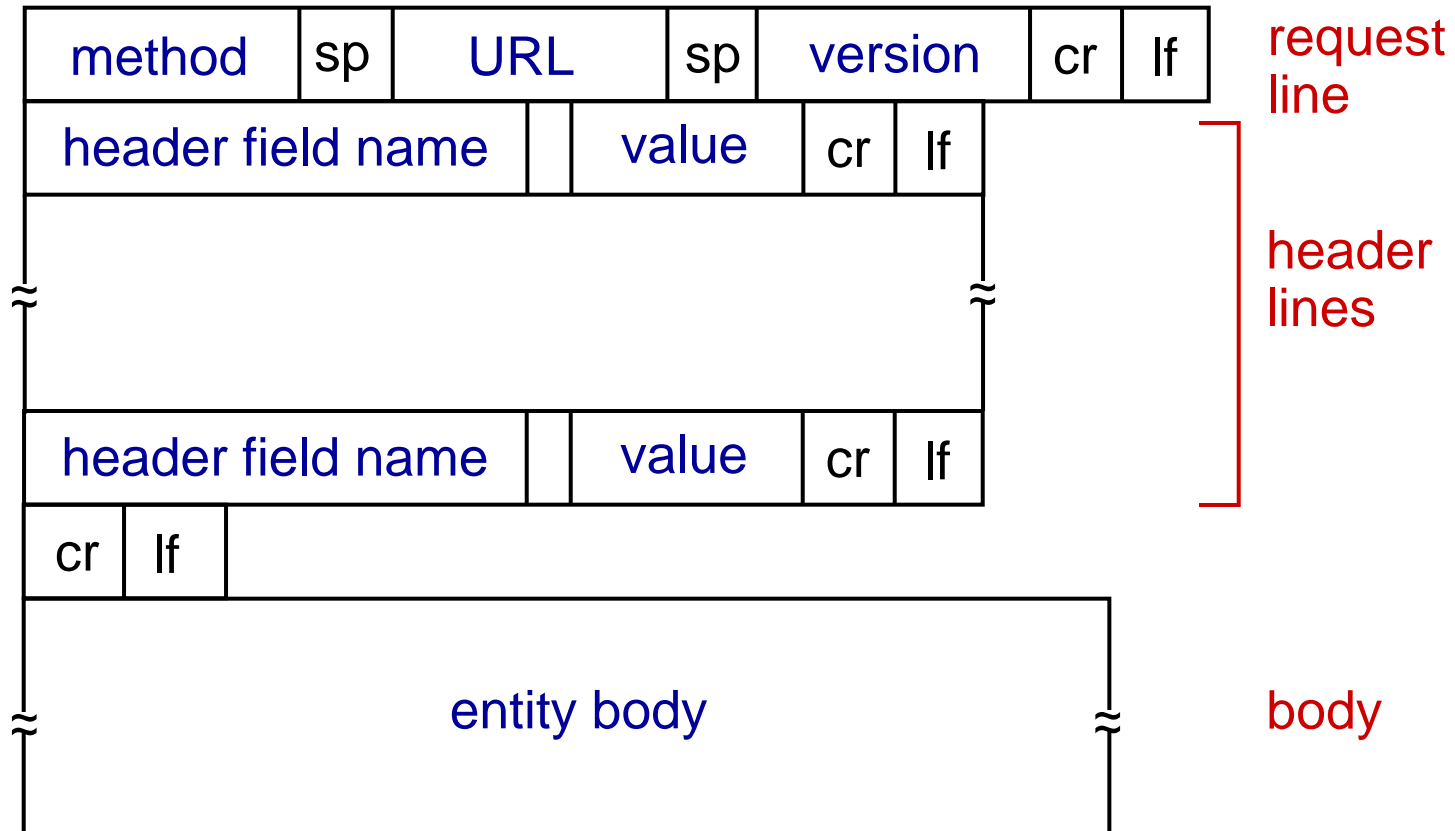 method sp URL sp version cr lf request
line
header field name value cr lf
header
lines
header field name value cr lf
cr lf
entity body body